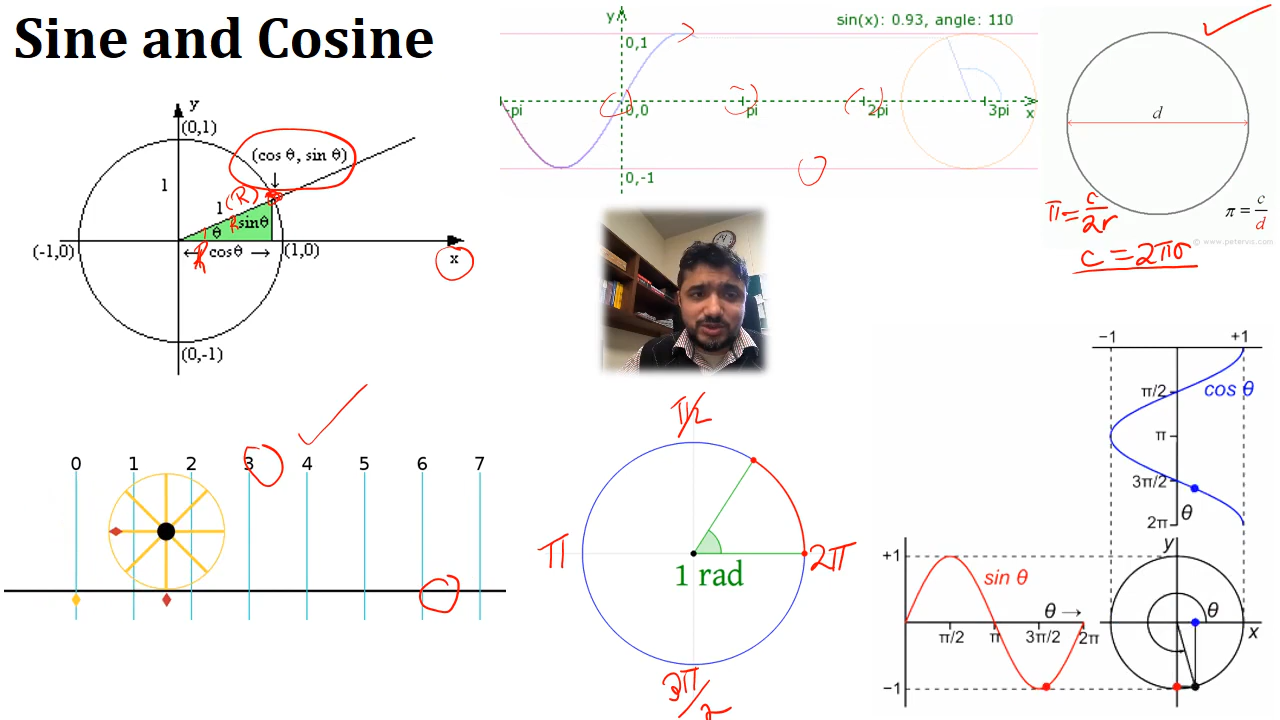 Sine and Cosine
y
(0,1)
(cos θ, sin θ)
1
1
(R)
R
sinθ
θ
(-1,0)
cosθ
(1,0)
x
(0,-1)
y
sin(x): 0.93, angle: 110
0,1
-pi
0,0
pi
2pi
3pi
x
0,-1
d
π = c/2r
π = c/d
© www.petervis.com
c = 2πr
0 1 2 3 4 5 6 7
π/2
π
2π
1 rad
3π/2
−1 +1
π/2
cos θ
π
3π/2
2π
θ
y
+1
sin θ
θ →
θ
π/2 π 3π/2 2π
x
−1